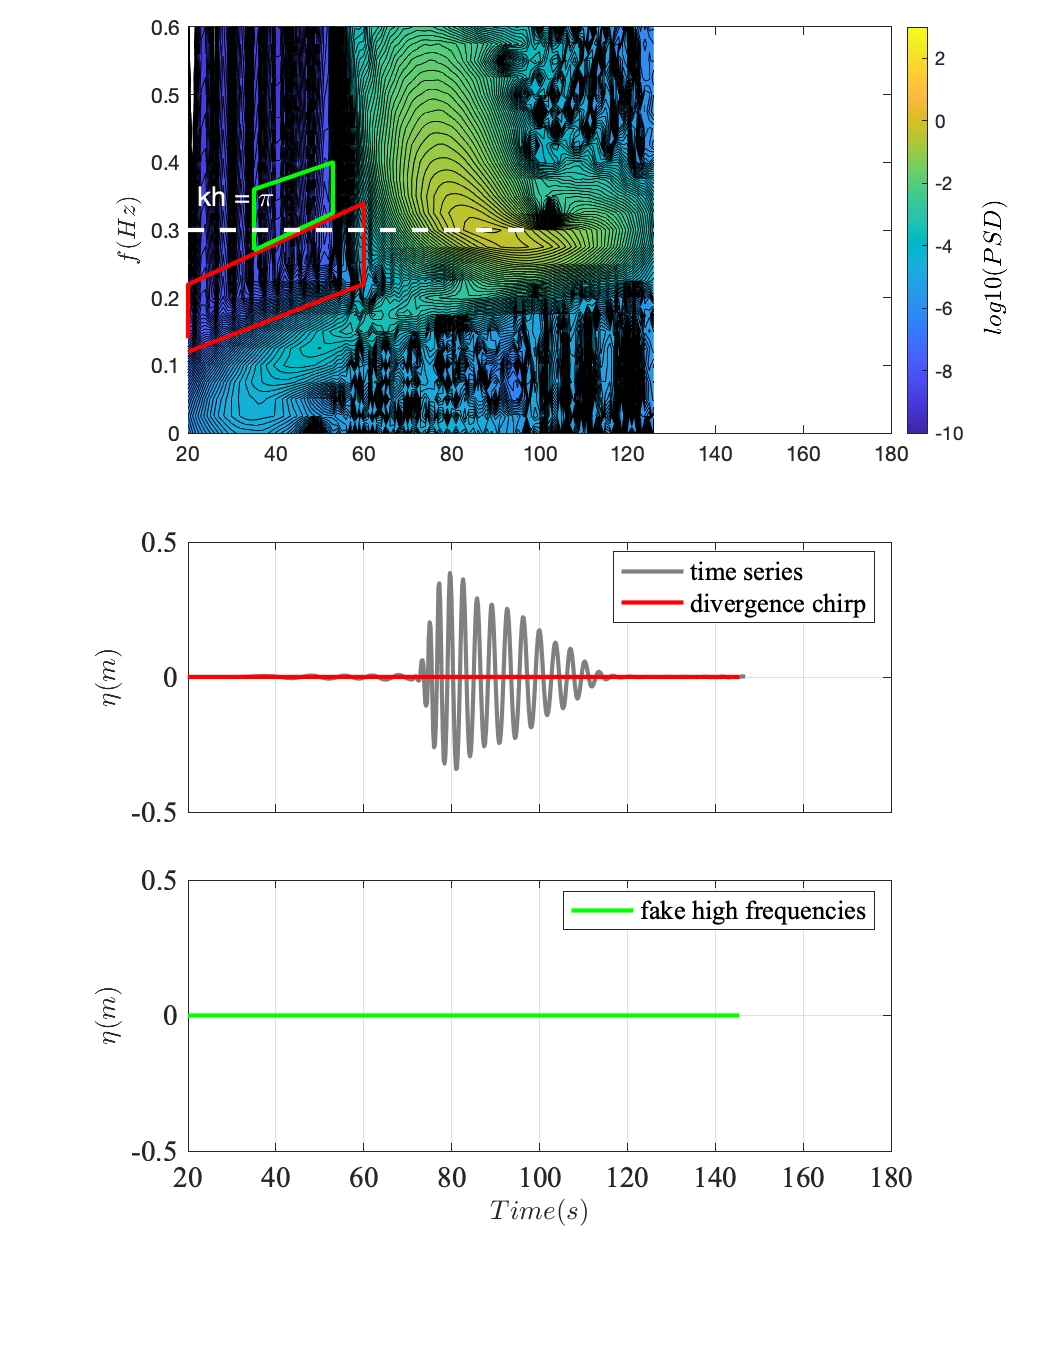 0.6
0.5
0.4
0.3
0.2
0.1
0
f(Hz)
kh = π
20 40 60 80 100 120 140 160 180
2
0
-2
-4
-6
-8
-10
log10(PSD)
0.5
0
-0.5
η(m)
time series
divergence chirp
0.5
0
-0.5
η(m)
fake high frequencies
20 40 60 80 100 120 140 160 180
Time(s)